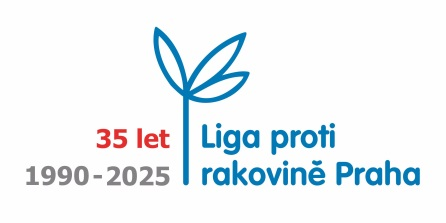 35 let
1990-2025
Liga proti
rakovině Praha